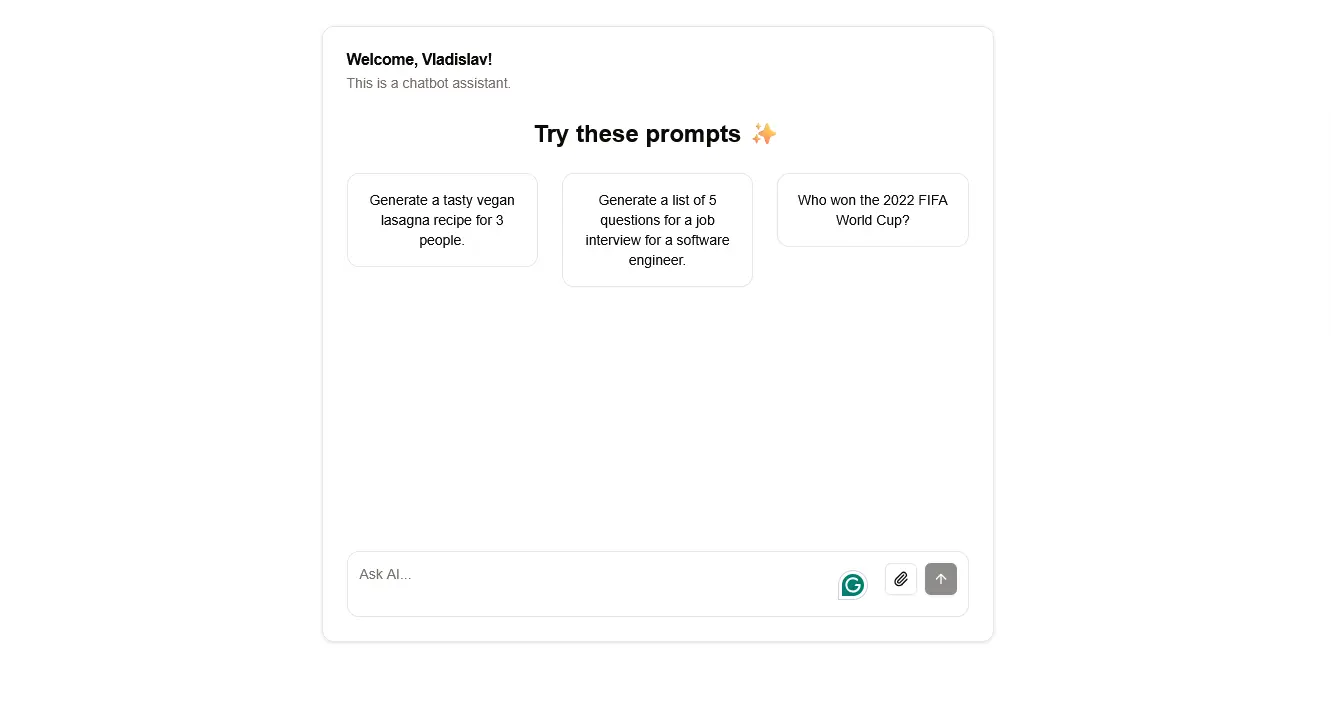 Welcome, Vladislav!
This is a chatbot assistant.
Try these prompts ✨
Generate a tasty vegan
lasagna recipe for 3
people.
Generate a list of 5
questions for a job
interview for a software
engineer.
Who won the 2022 FIFA
World Cup?
Ask AI...